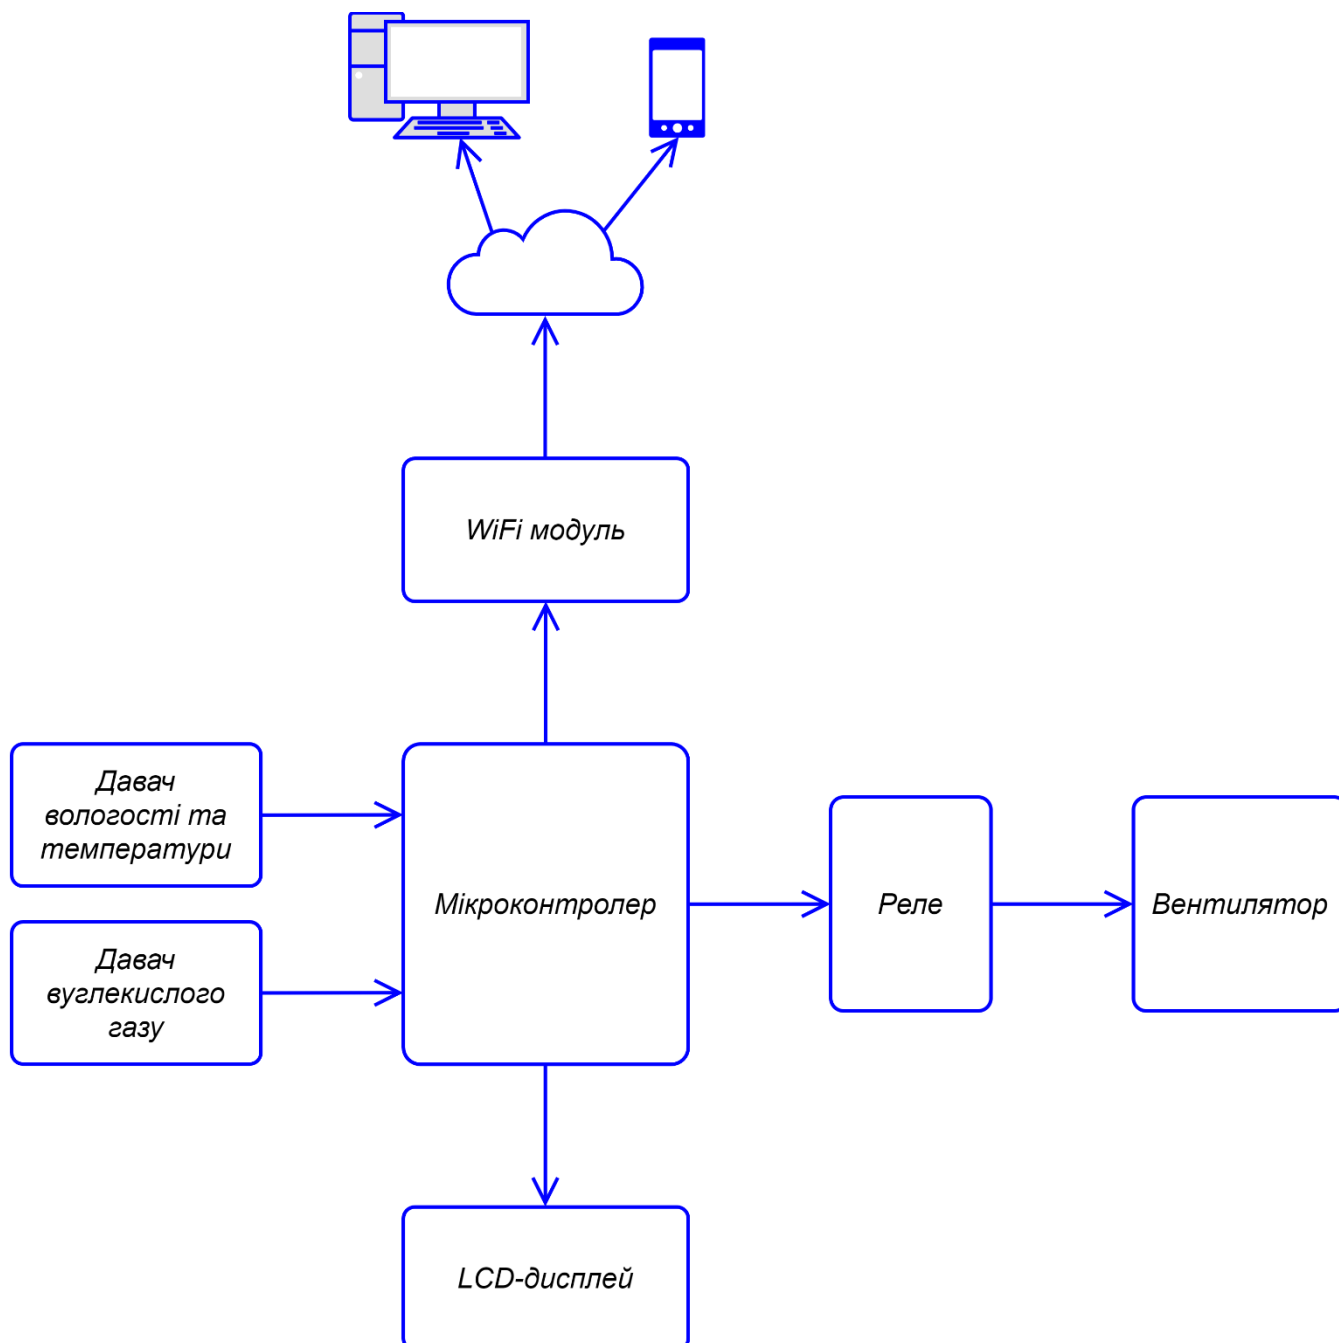 WiFi модуль
Давач
вологості та
температури
Мікроконтролер
Реле
Вентилятор
Давач
вуглекислого
газу
LCD-дисплей